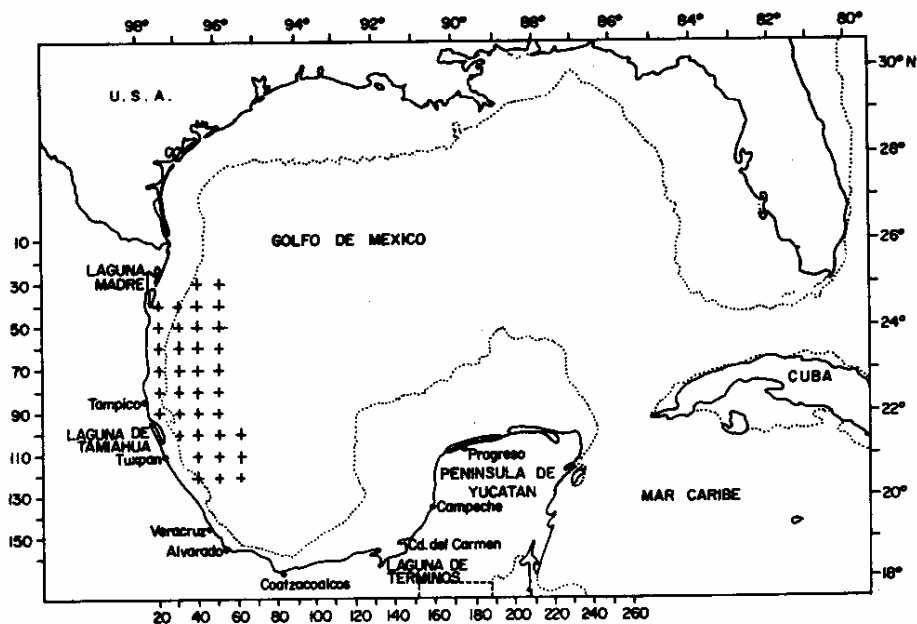 98° 96° 94° 92° 90° 88° 86° 84° 82° 80°
30° N
U. S. A.
28°
GOLFO DE MEXICO
26°
10
LAGUNA
MADRE
30
24°
50
70
CUBA
Tampico
90
22°
LAGUNA DE
TAMIAHUA
Tuxpan
110
Progreso
PENINSULA DE
YUCATAN
MAR CARIBE
20°
130
Campeche
Veracruz
150
Alvarado
Cd. del Carmen
LAGUNA DE
TERMINOS
18°
Coatzacoalcos
20 40 60 80 100 120 140 160 180 200 220 240 260